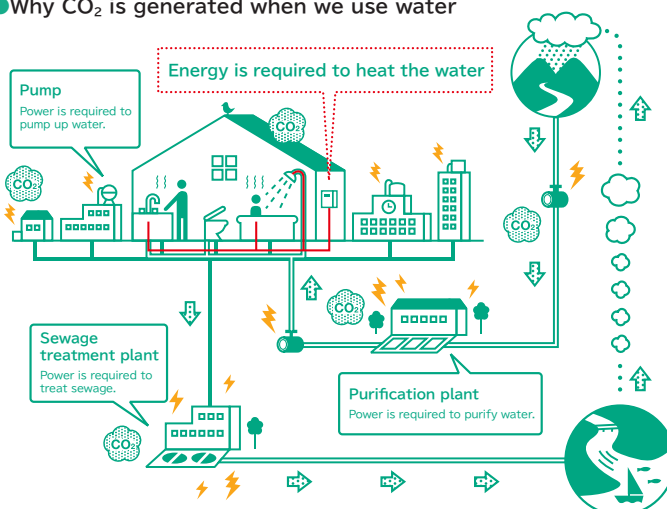 Why CO₂ is generated when we use water
Energy is required to heat the water
Pump
Power is required to
pump up water.
CO₂
CO₂
CO₂
CO₂
Sewage
treatment plant
Power is required to
treat sewage.
Purification plant
Power is required to purify water.
CO₂